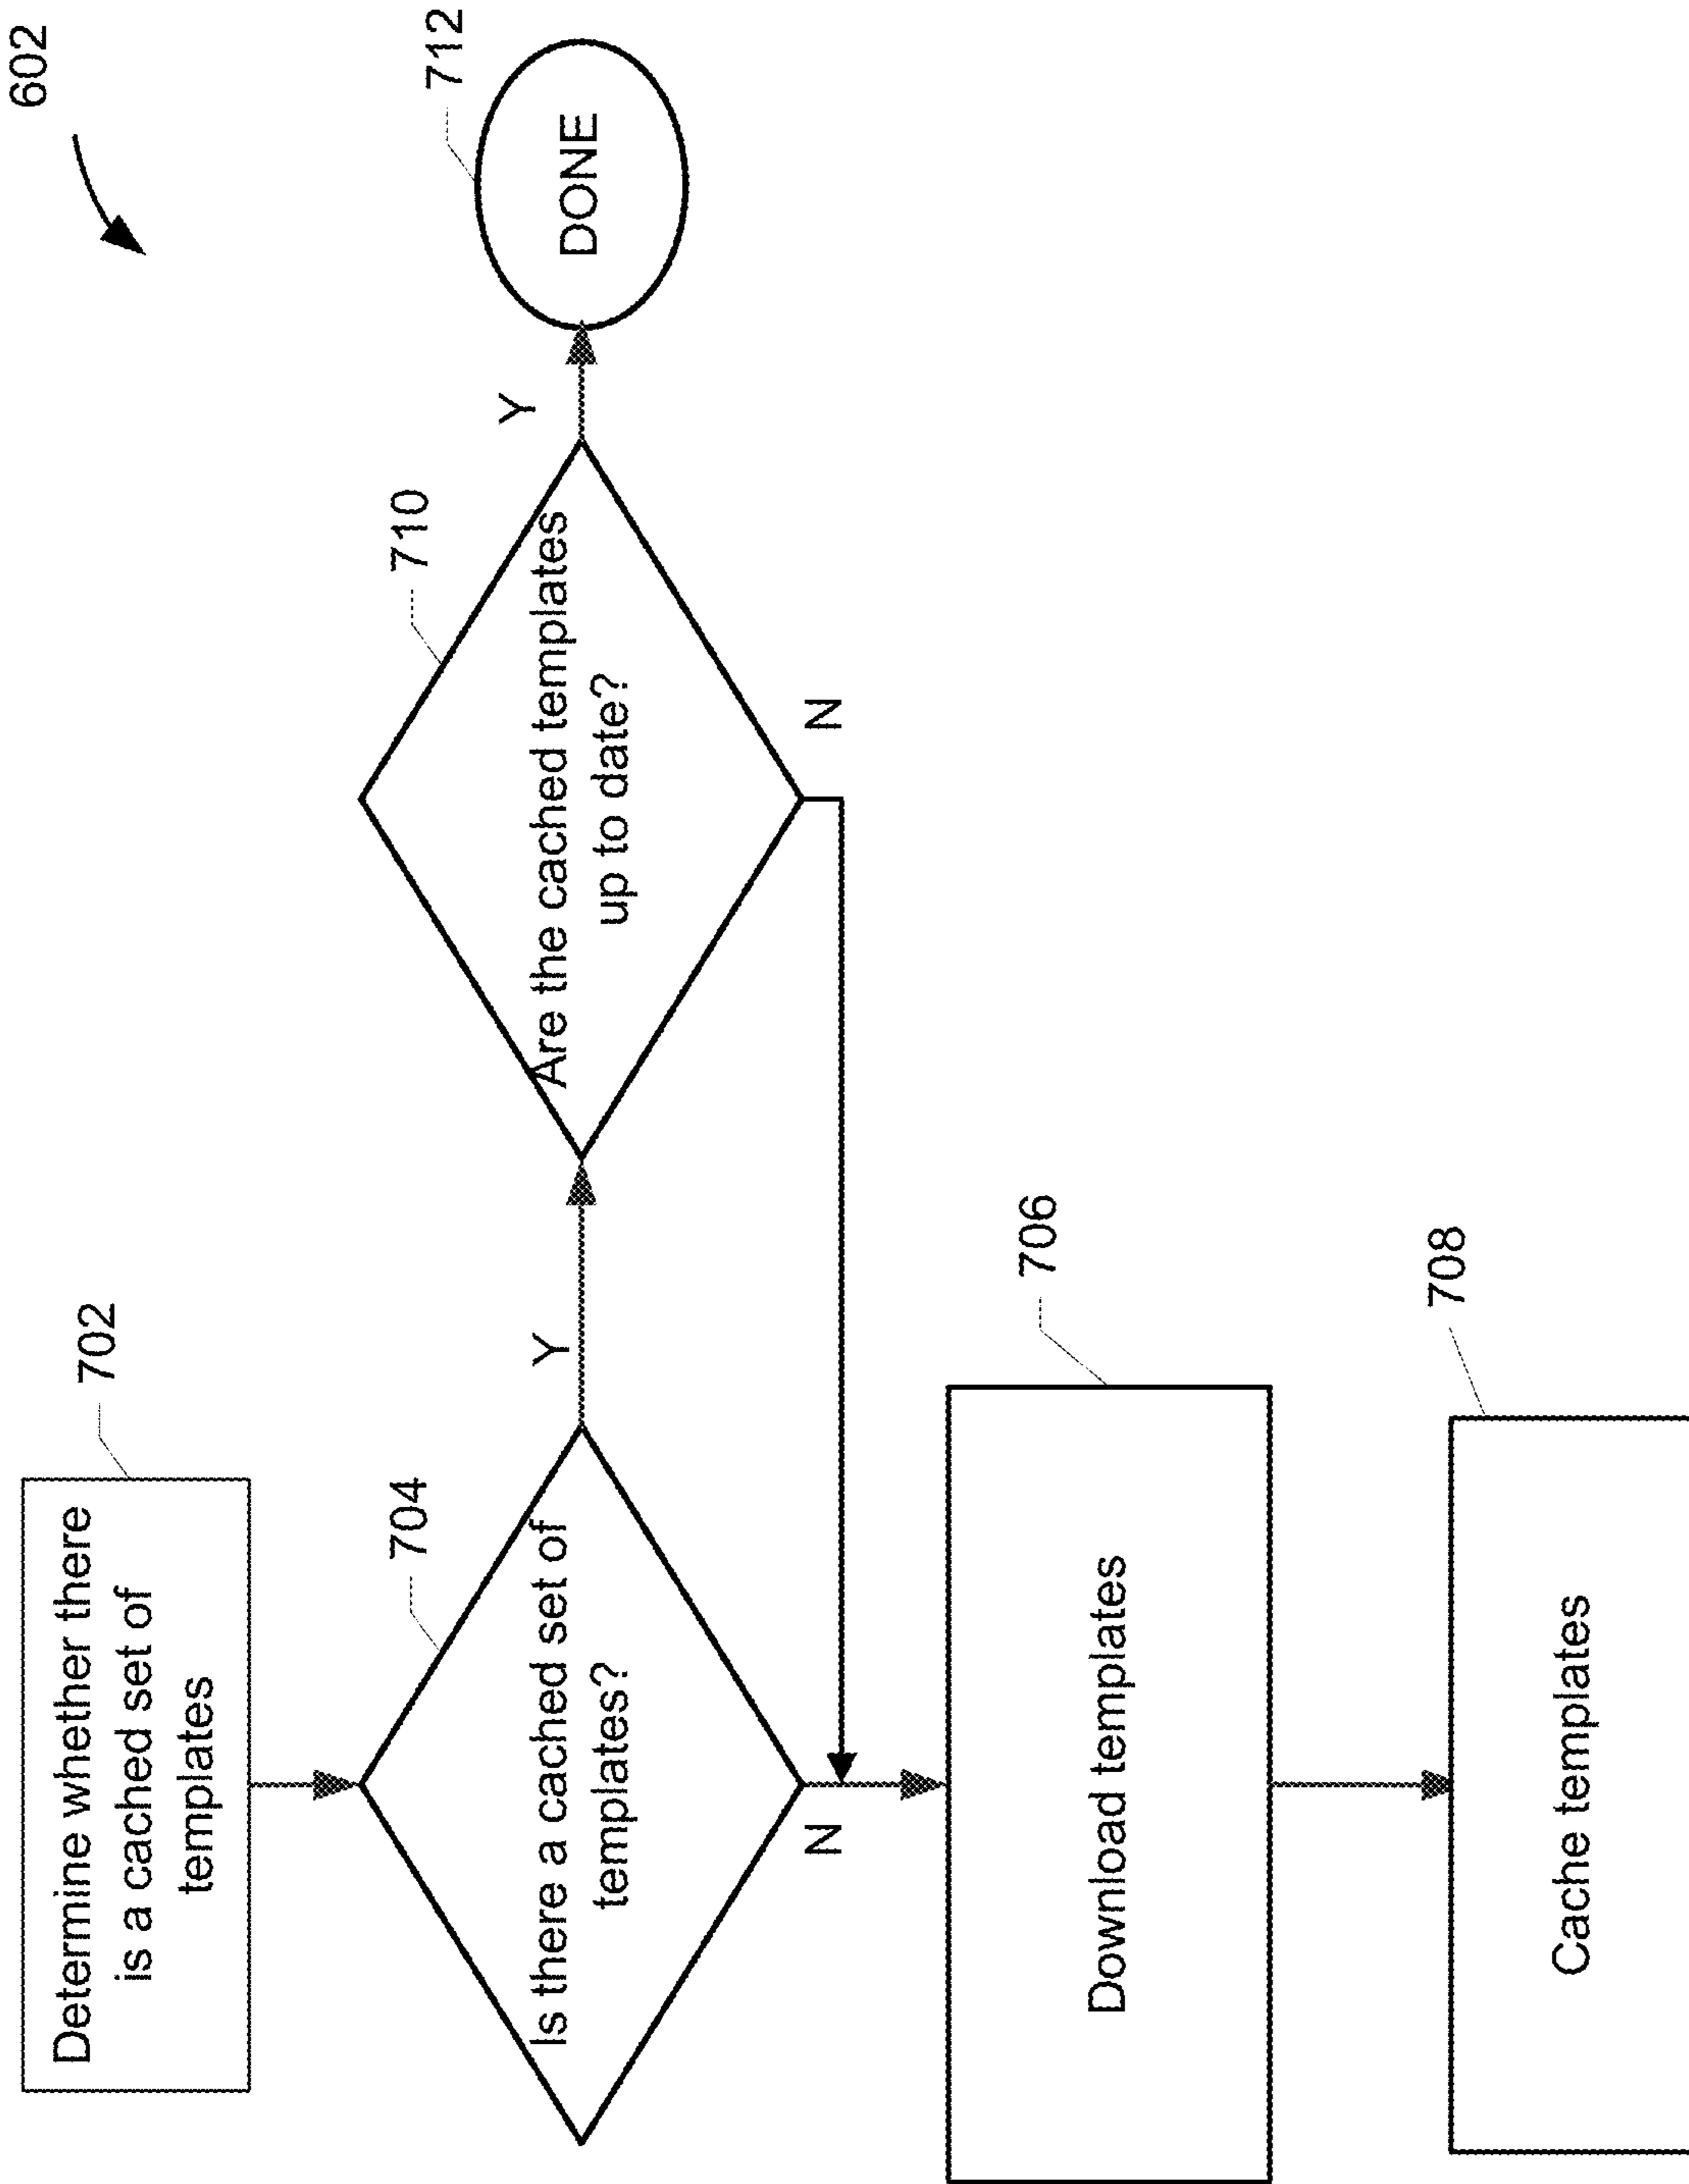 602
702
Determine whether there
is a cached set of
templates
704
Is there a cached set of
templates?
Y
N
710
Are the cached templates
up to date?
Y
N
712
DONE
706
Download templates
708
Cache templates